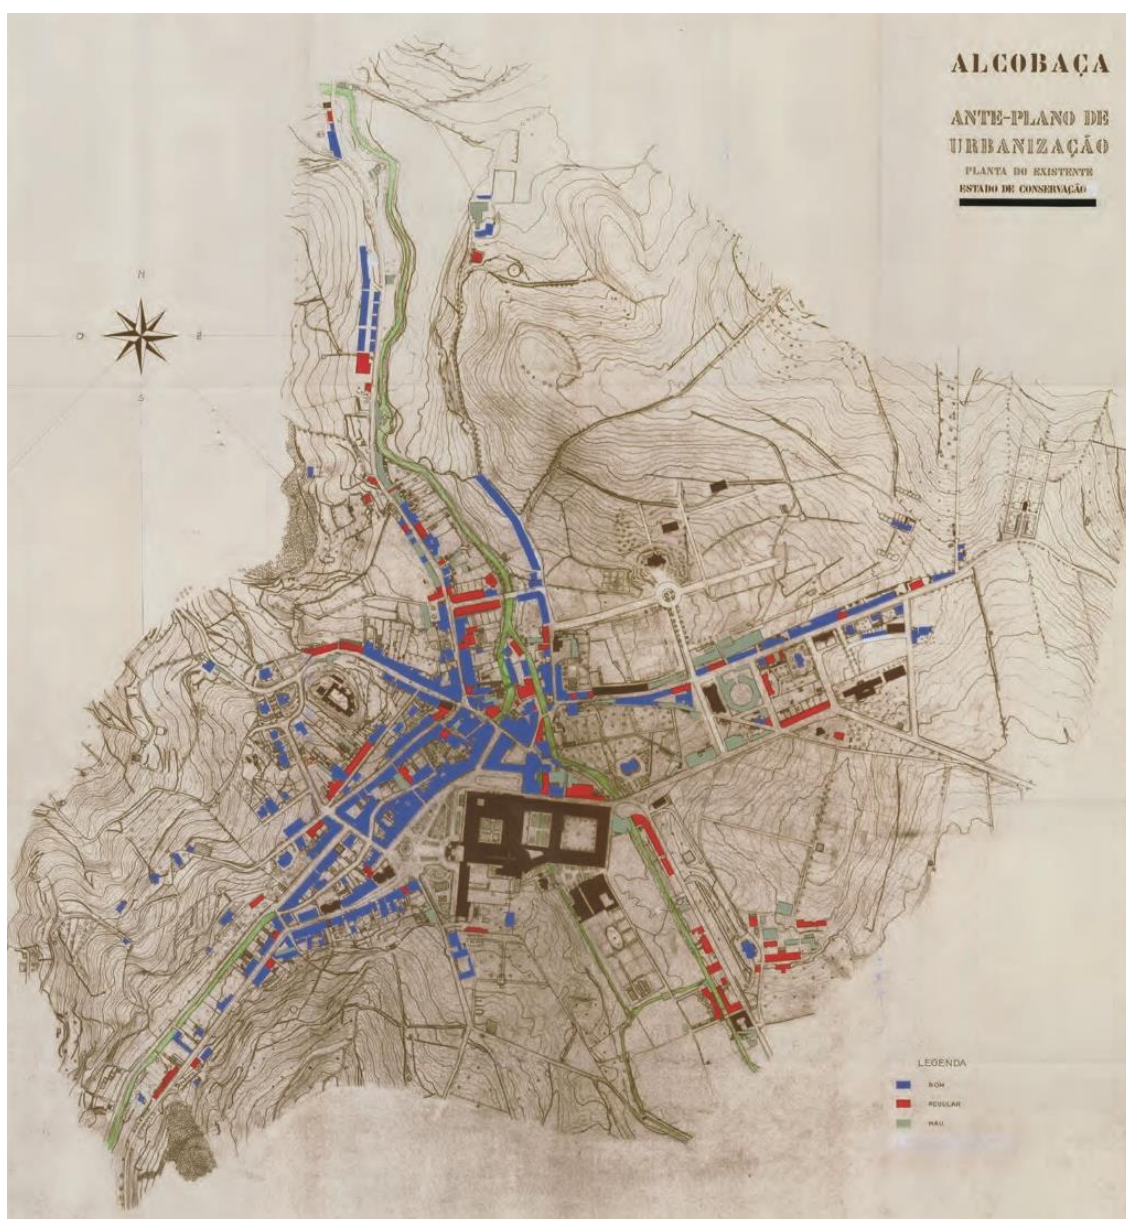 ALCOBAÇA
ANTE-PLANO DE
URBANIZAÇÃO
PLANTA DO EXISTENTE
ESTADO DE CONSERVAÇÃO
N
O
E
S
LEGENDA
BOM
REGULAR
MAU